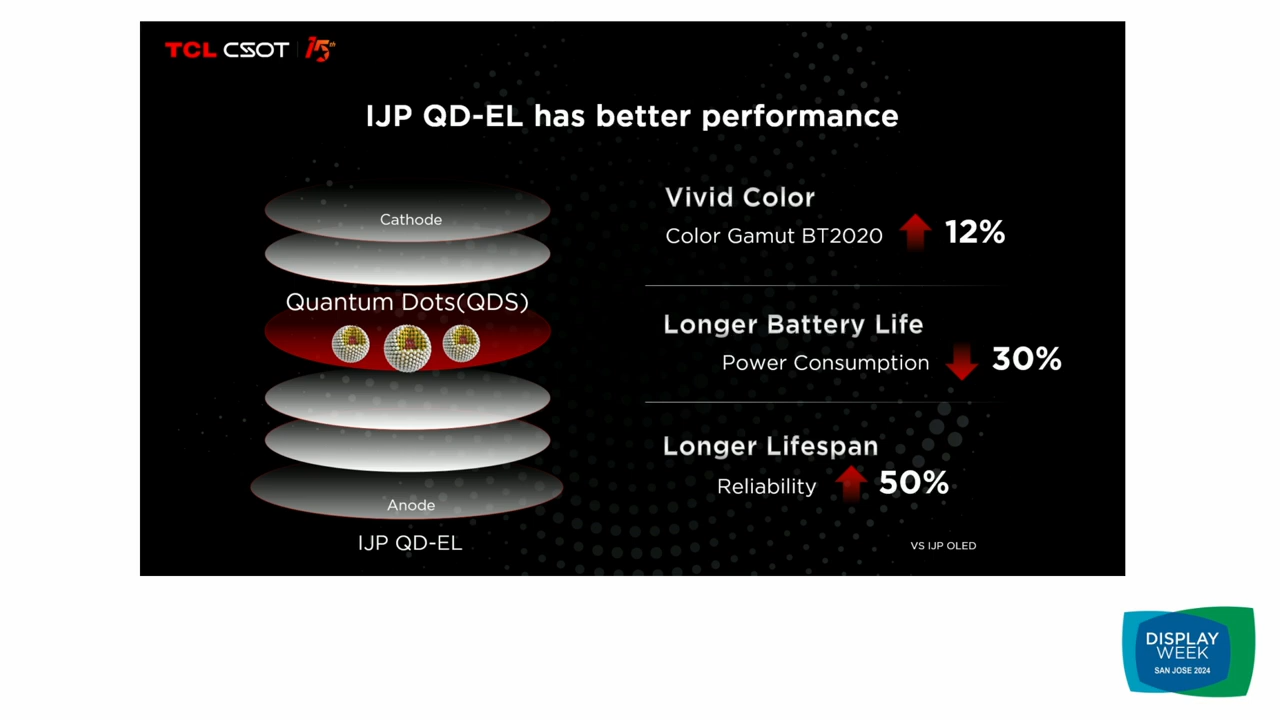 TCL CSOT 15th
IJP QD-EL has better performance
Cathode
Quantum Dots(QDS)
Anode
IJP QD-EL
Vivid Color
Color Gamut BT2020 12%
Longer Battery Life
Power Consumption 30%
Longer Lifespan
Reliability 50%
VS IJP OLED
DISPLAY
WEEK
SAN JOSE 2024